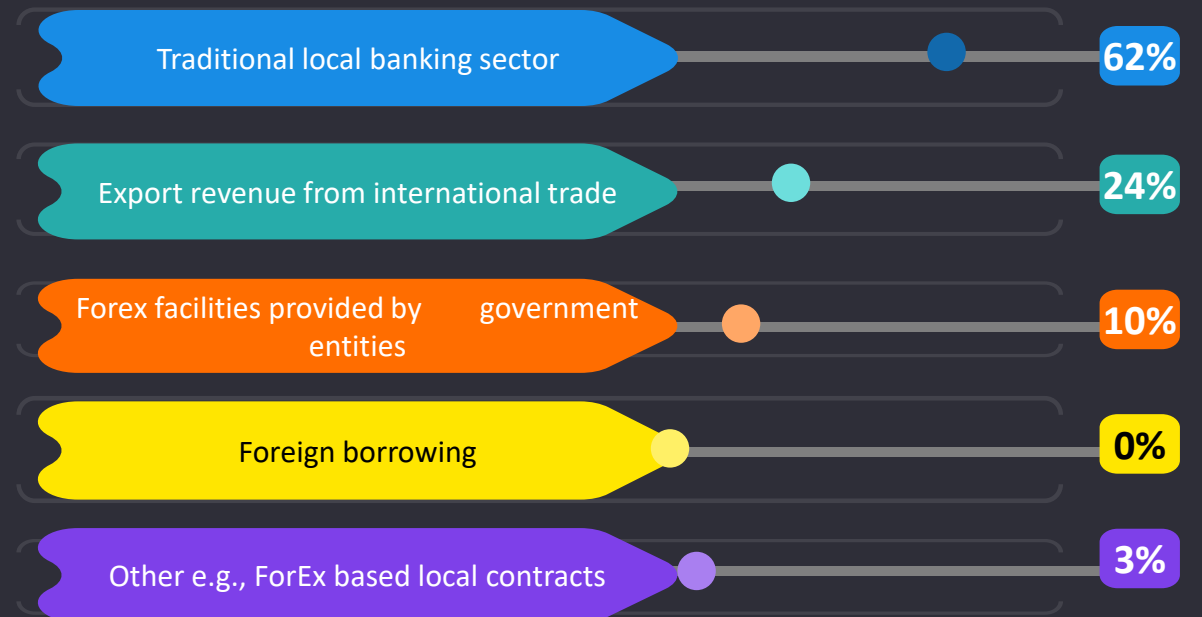 Traditional local banking sector
62%
Export revenue from international trade
24%
Forex facilities provided by government
entities
10%
Foreign borrowing
0%
Other e.g., ForEx based local contracts
3%